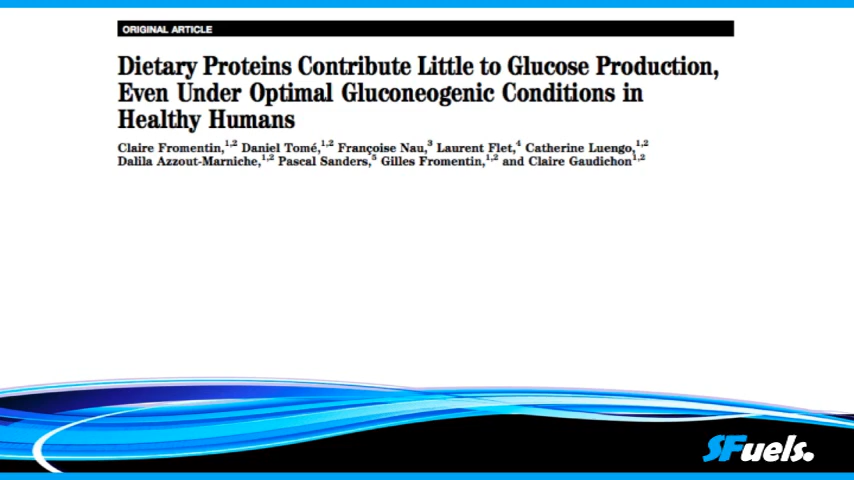 ORIGINAL ARTICLE
Dietary Proteins Contribute Little to Glucose Production,
Even Under Optimal Gluconeogenic Conditions in
Healthy Humans
Claire Fromentin,1,2 Daniel Tomé,1,2 Françoise Nau,3 Laurent Flet,4 Catherine Luengo,1,2
Dalila Azzout-Marniche,1,2 Pascal Sanders,5 Gilles Fromentin,1,2 and Claire Gaudichon1,2
SFuels.